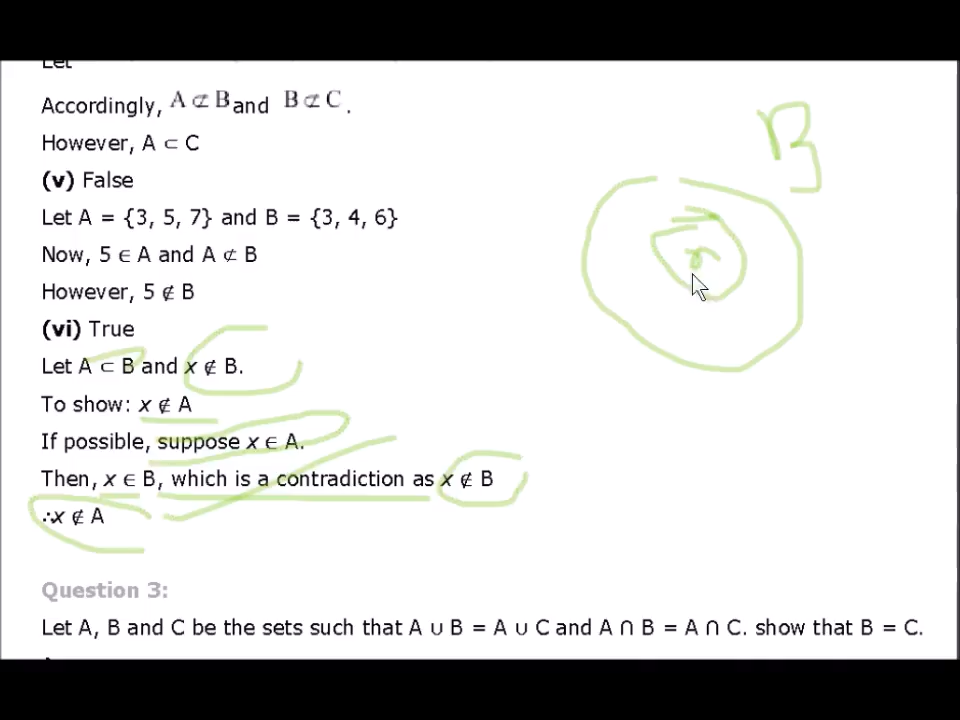 Let
Accordingly, A ⊄ B and B ⊄ C .
However, A ⊂ C
(v) False
Let A = {3, 5, 7} and B = {3, 4, 6}
Now, 5 ∈ A and A ⊄ B
However, 5 ∉ B
(vi) True
Let A ⊂ B and x ∉ B.
To show: x ∉ A
If possible, suppose x ∈ A.
Then, x ∈ B, which is a contradiction as x ∉ B
∴x ∉ A
Question 3:
Let A, B and C be the sets such that A ∪ B = A ∪ C and A ∩ B = A ∩ C. show that B = C.
B